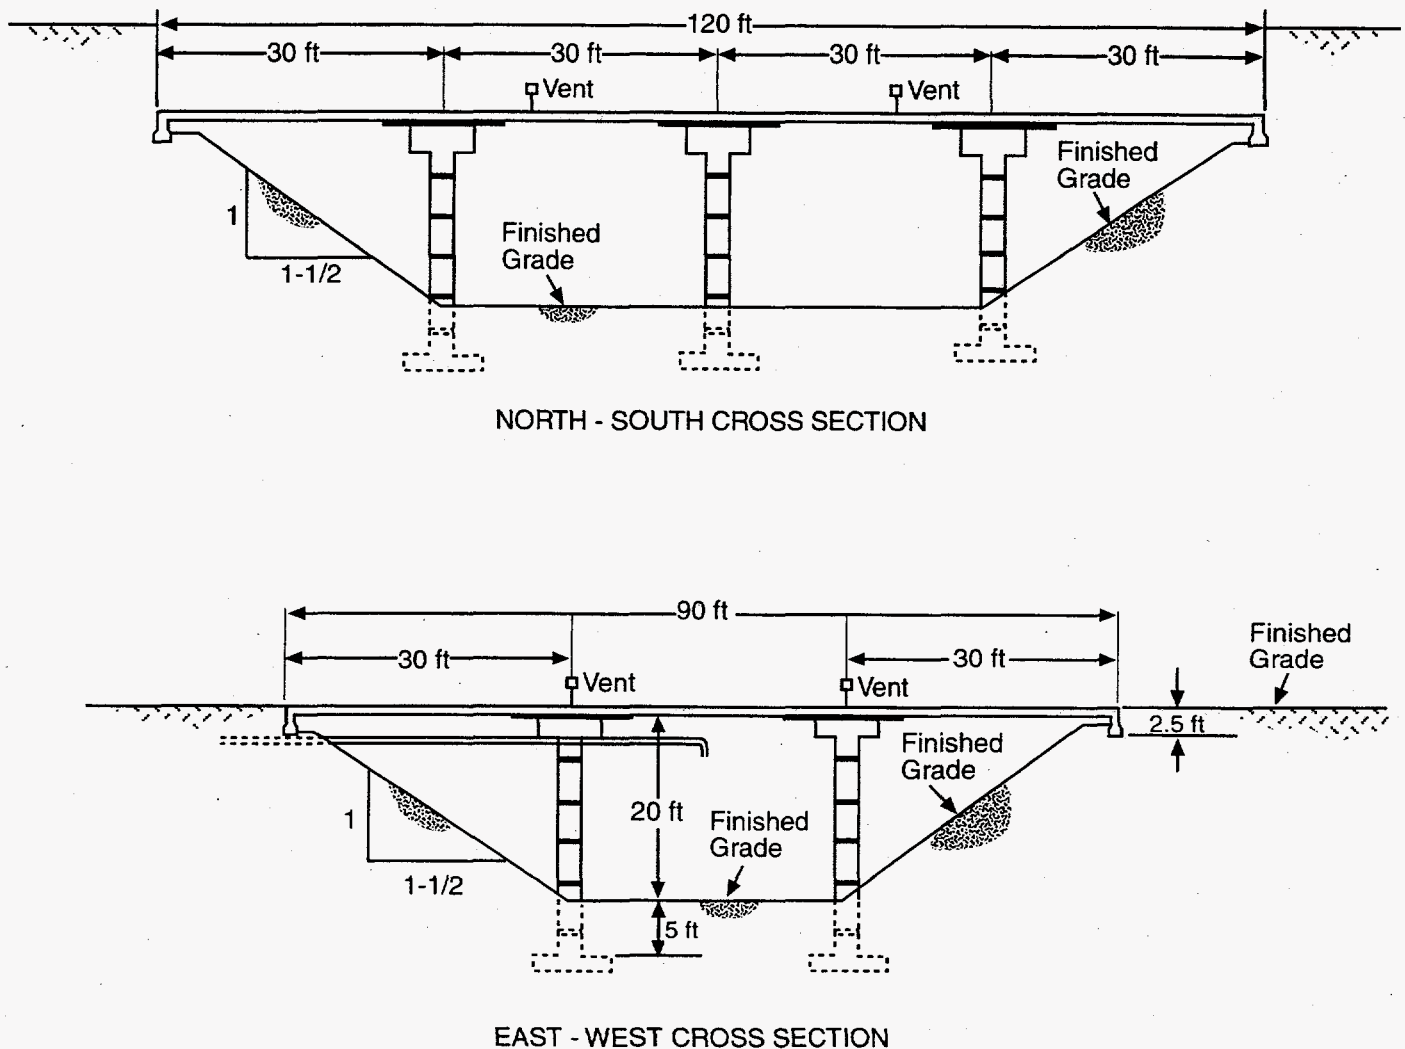 120 ft
30 ft
30 ft
30 ft
30 ft
Vent
Vent
Finished
Grade
1
1-1/2
Finished
Grade
NORTH - SOUTH CROSS SECTION
90 ft
30 ft
30 ft
Finished
Grade
Vent
Vent
2.5 ft
Finished
Grade
20 ft
1
Finished
Grade
1-1/2
5 ft
EAST - WEST CROSS SECTION